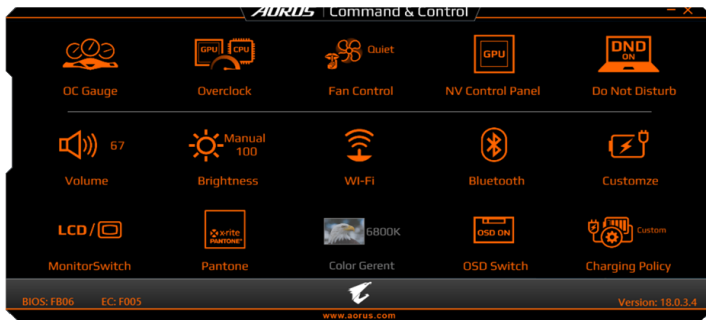 AORUS Command & Control
GPU CPU Quiet GPU DND ON
OC Gauge Overclock Fan Control NV Control Panel Do Not Disturb
67 Manual 100
Volume Brightness WI-Fi Bluetooth Customze
LCD / x-rite PANTONE 6800K OSD ON Custom
MonitorSwitch Pantone Color Gerent OSD Switch Charging Policy
BIOS: FB06 EC: F005 Version: 18.0.3.4
www.aorus.com